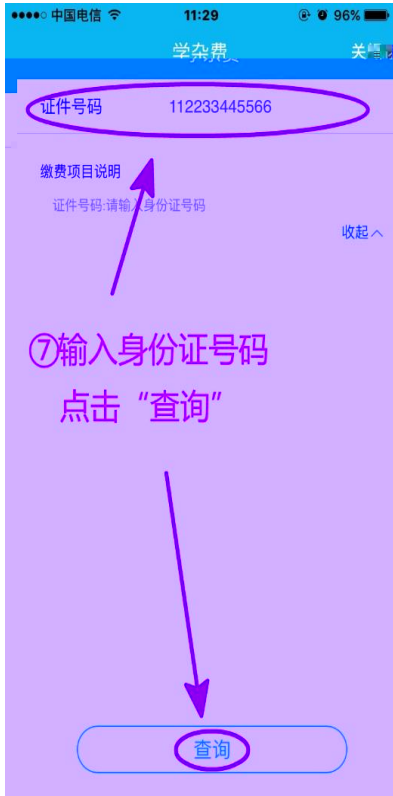 中国电信 11:29 96%
学杂费 关
证件号码 112233445566
缴费项目说明
证件号码:请输入身份证号码
收起
⑦输入身份证号码
点击“查询”
查询